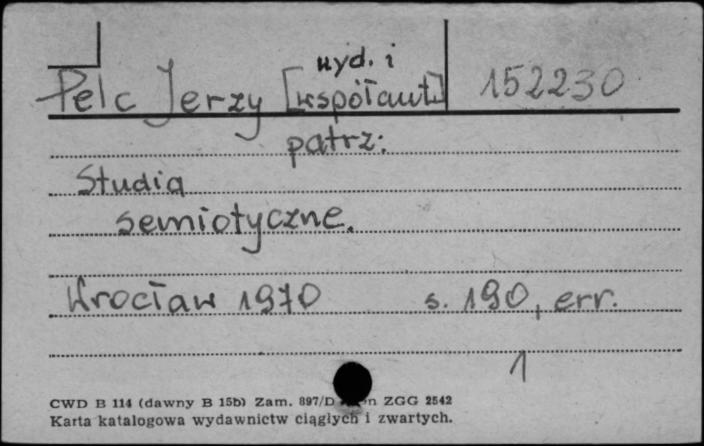 wyd. i
Pelc Jerzy [współaut.] 152230
patrz:
Studia
semiotyczne.
Wrocław 1970 s. 190, err.
1
CWD B 114 (dawny B 15b) Zam. 897/D ZGG 2542
Karta katalogowa wydawnictw ciągłych i zwartych.